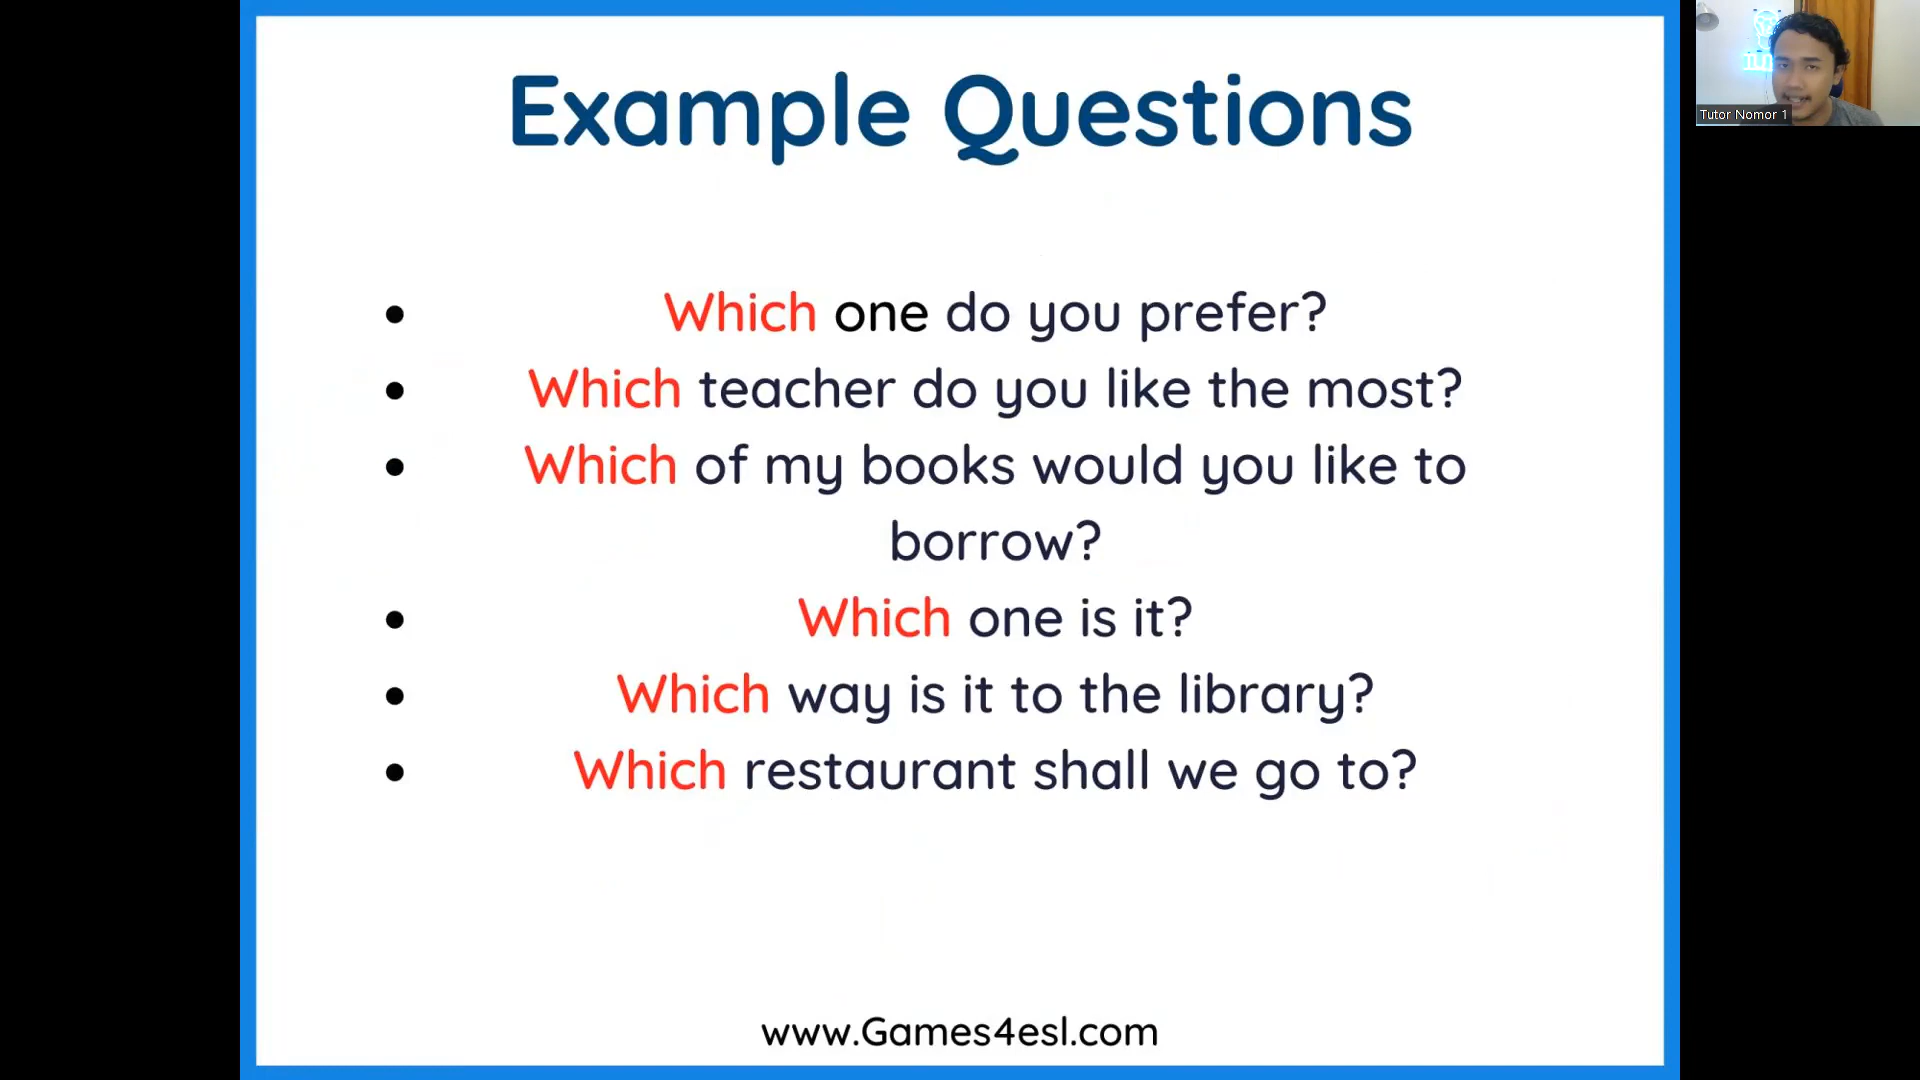 Example Questions
Tutor Nomor 1
• Which one do you prefer?
• Which teacher do you like the most?
• Which of my books would you like to
borrow?
• Which one is it?
• Which way is it to the library?
• Which restaurant shall we go to?
www.Games4esl.com